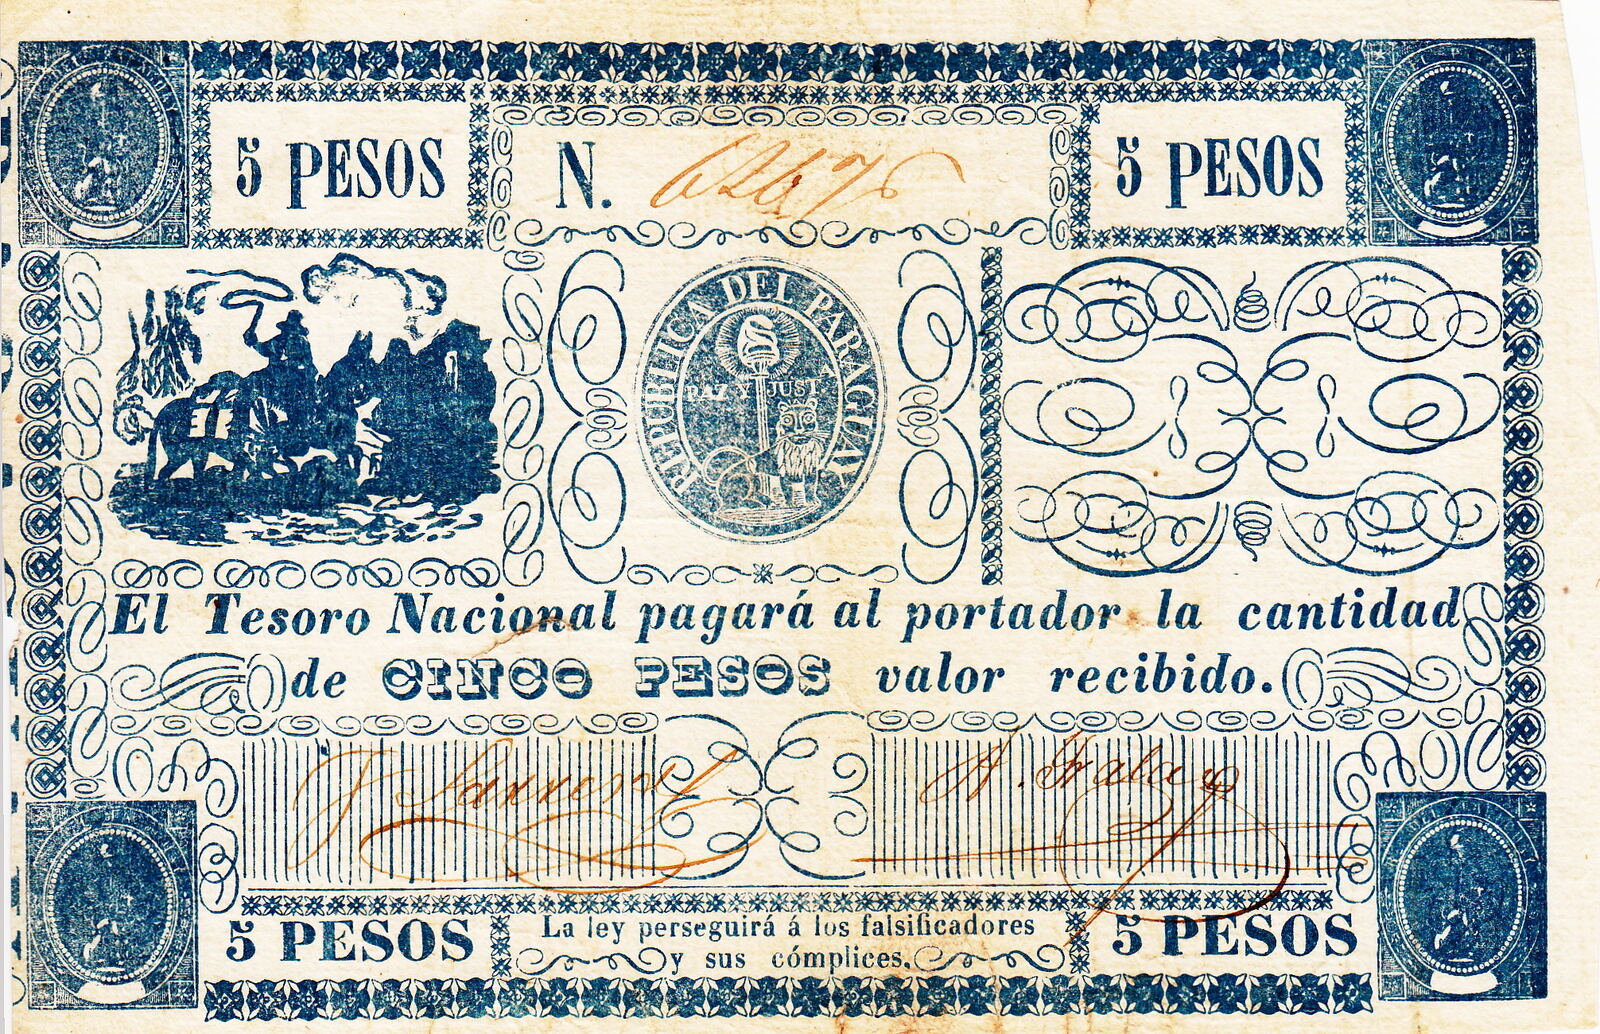 5 PESOS
N. 62676
5 PESOS
REPUBLICA DEL PARAGUAY
PAZ Y JUST
El Tesoro Nacional pagará al portador la cantidad
de CINCO PESOS valor recibido.
5 PESOS
La ley perseguirá á los falsificadores
y sus cómplices.
5 PESOS